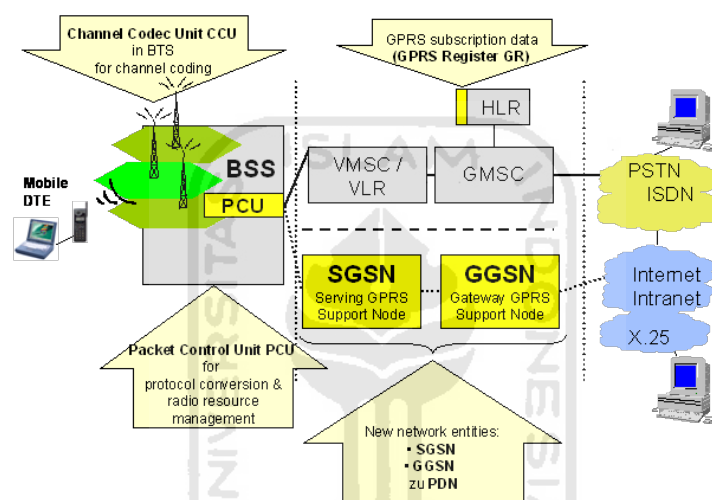 Channel Codec Unit CCU
in BTS
for channel coding
GPRS subscription data
(GPRS Register GR)
HLR
BSS
VMSC /
VLR
GMSC
PSTN
ISDN
Mobile
DTE
PCU
SGSN
Serving GPRS
Support Node
GGSN
Gateway GPRS
Support Node
Internet
Intranet
X.25
Packet Control Unit PCU
for
protocol conversion &
radio resource
management
New network entities:
• SGSN
• GGSN
zu PDN
ISLAM